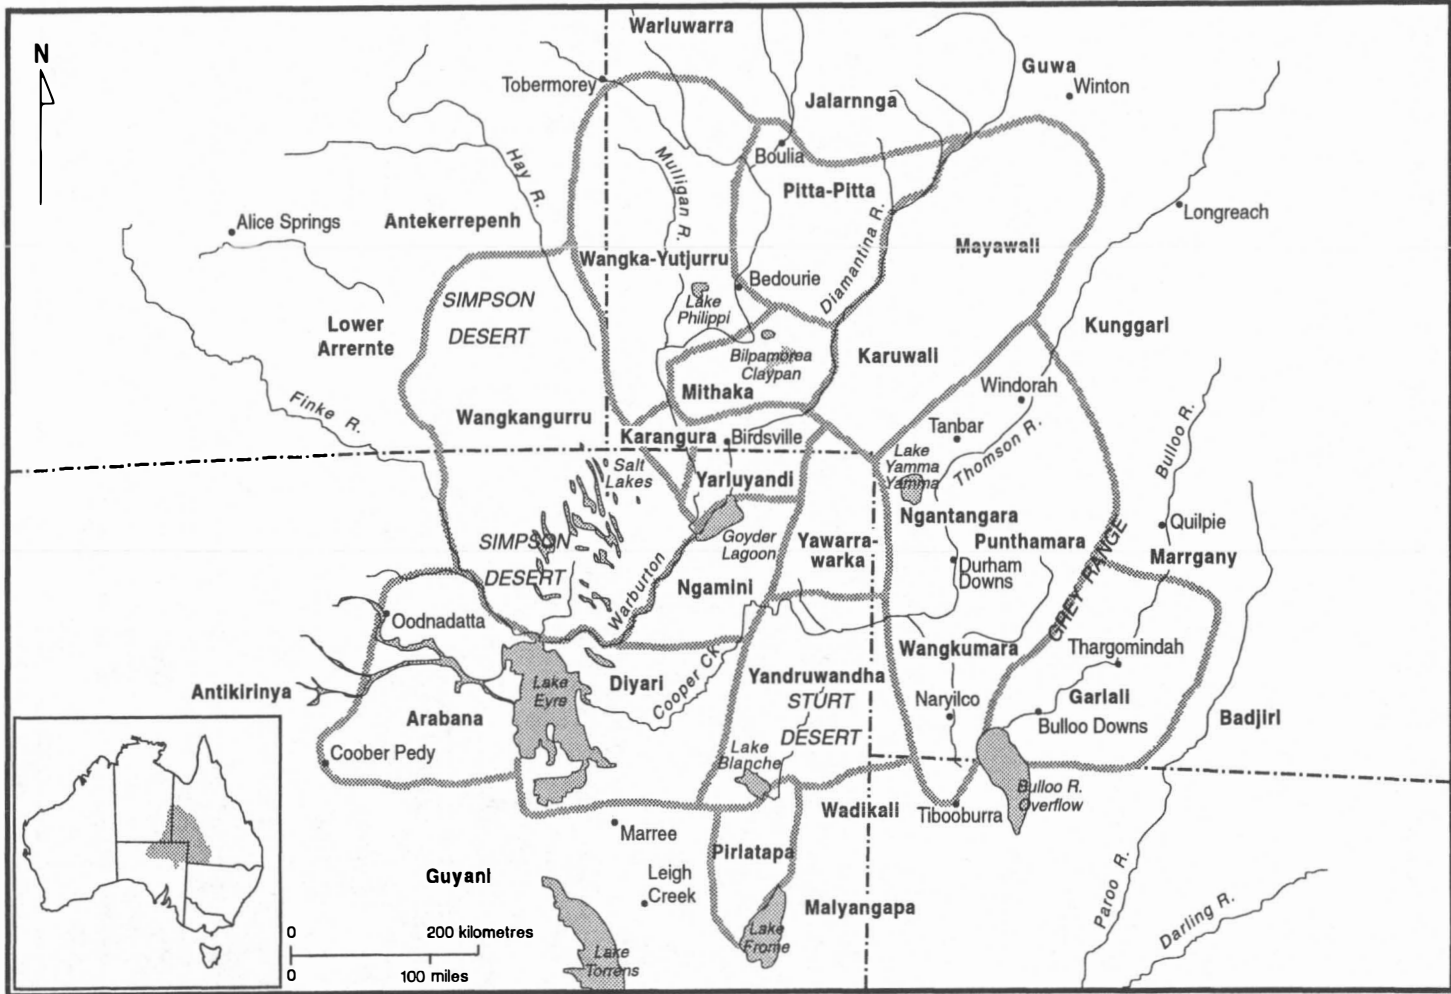 Warluwarra
N
Guwa
Tobermorey
Winton
Jalarnnga
Boulia
Hay R.
Mulligan R.
Pitta-Pitta
Alice Springs
Antekerrepenh
Longreach
Diamantina R.
Mayawali
Wangka-Yutjurru
Bedourie
SIMPSON
DESERT
Lake
Philippi
Lower
Arrernte
Kunggari
Bilpamorea
Claypan
Karuwali
Mithaka
Windorah
Finke R.
Wangkangurru
Tanbar
Bulloo R.
Karangura
Birdsville
Thomson R.
Salt
Lakes
Lake
Yamma
Yamma
Yarluyandi
Ngantangara
Quilpie
SIMPSON
DESERT
Goyder
Lagoon
Yawarra-
warka
Punthamara
Marrgany
Durham
Downs
GREY RANGE
Warburton
Ngamini
Oodnadatta
Wangkumara
Thargomindah
Antikirinya
Lake
Eyre
Diyari
Cooper Ck
Yandruwandha
STURT
DESERT
Naryilco
Garlali
Bulloo Downs
Badjiri
Arabana
Coober Pedy
Lake
Blanche
Bulloo R.
Overflow
Wadikali
Tibooburra
Marree
Pirlatapa
Guyani
Leigh
Creek
Malyangapa
Paroo R.
Darling R.
Lake
Frome
Lake
Torrens
0 200 kilometres
0 100 miles